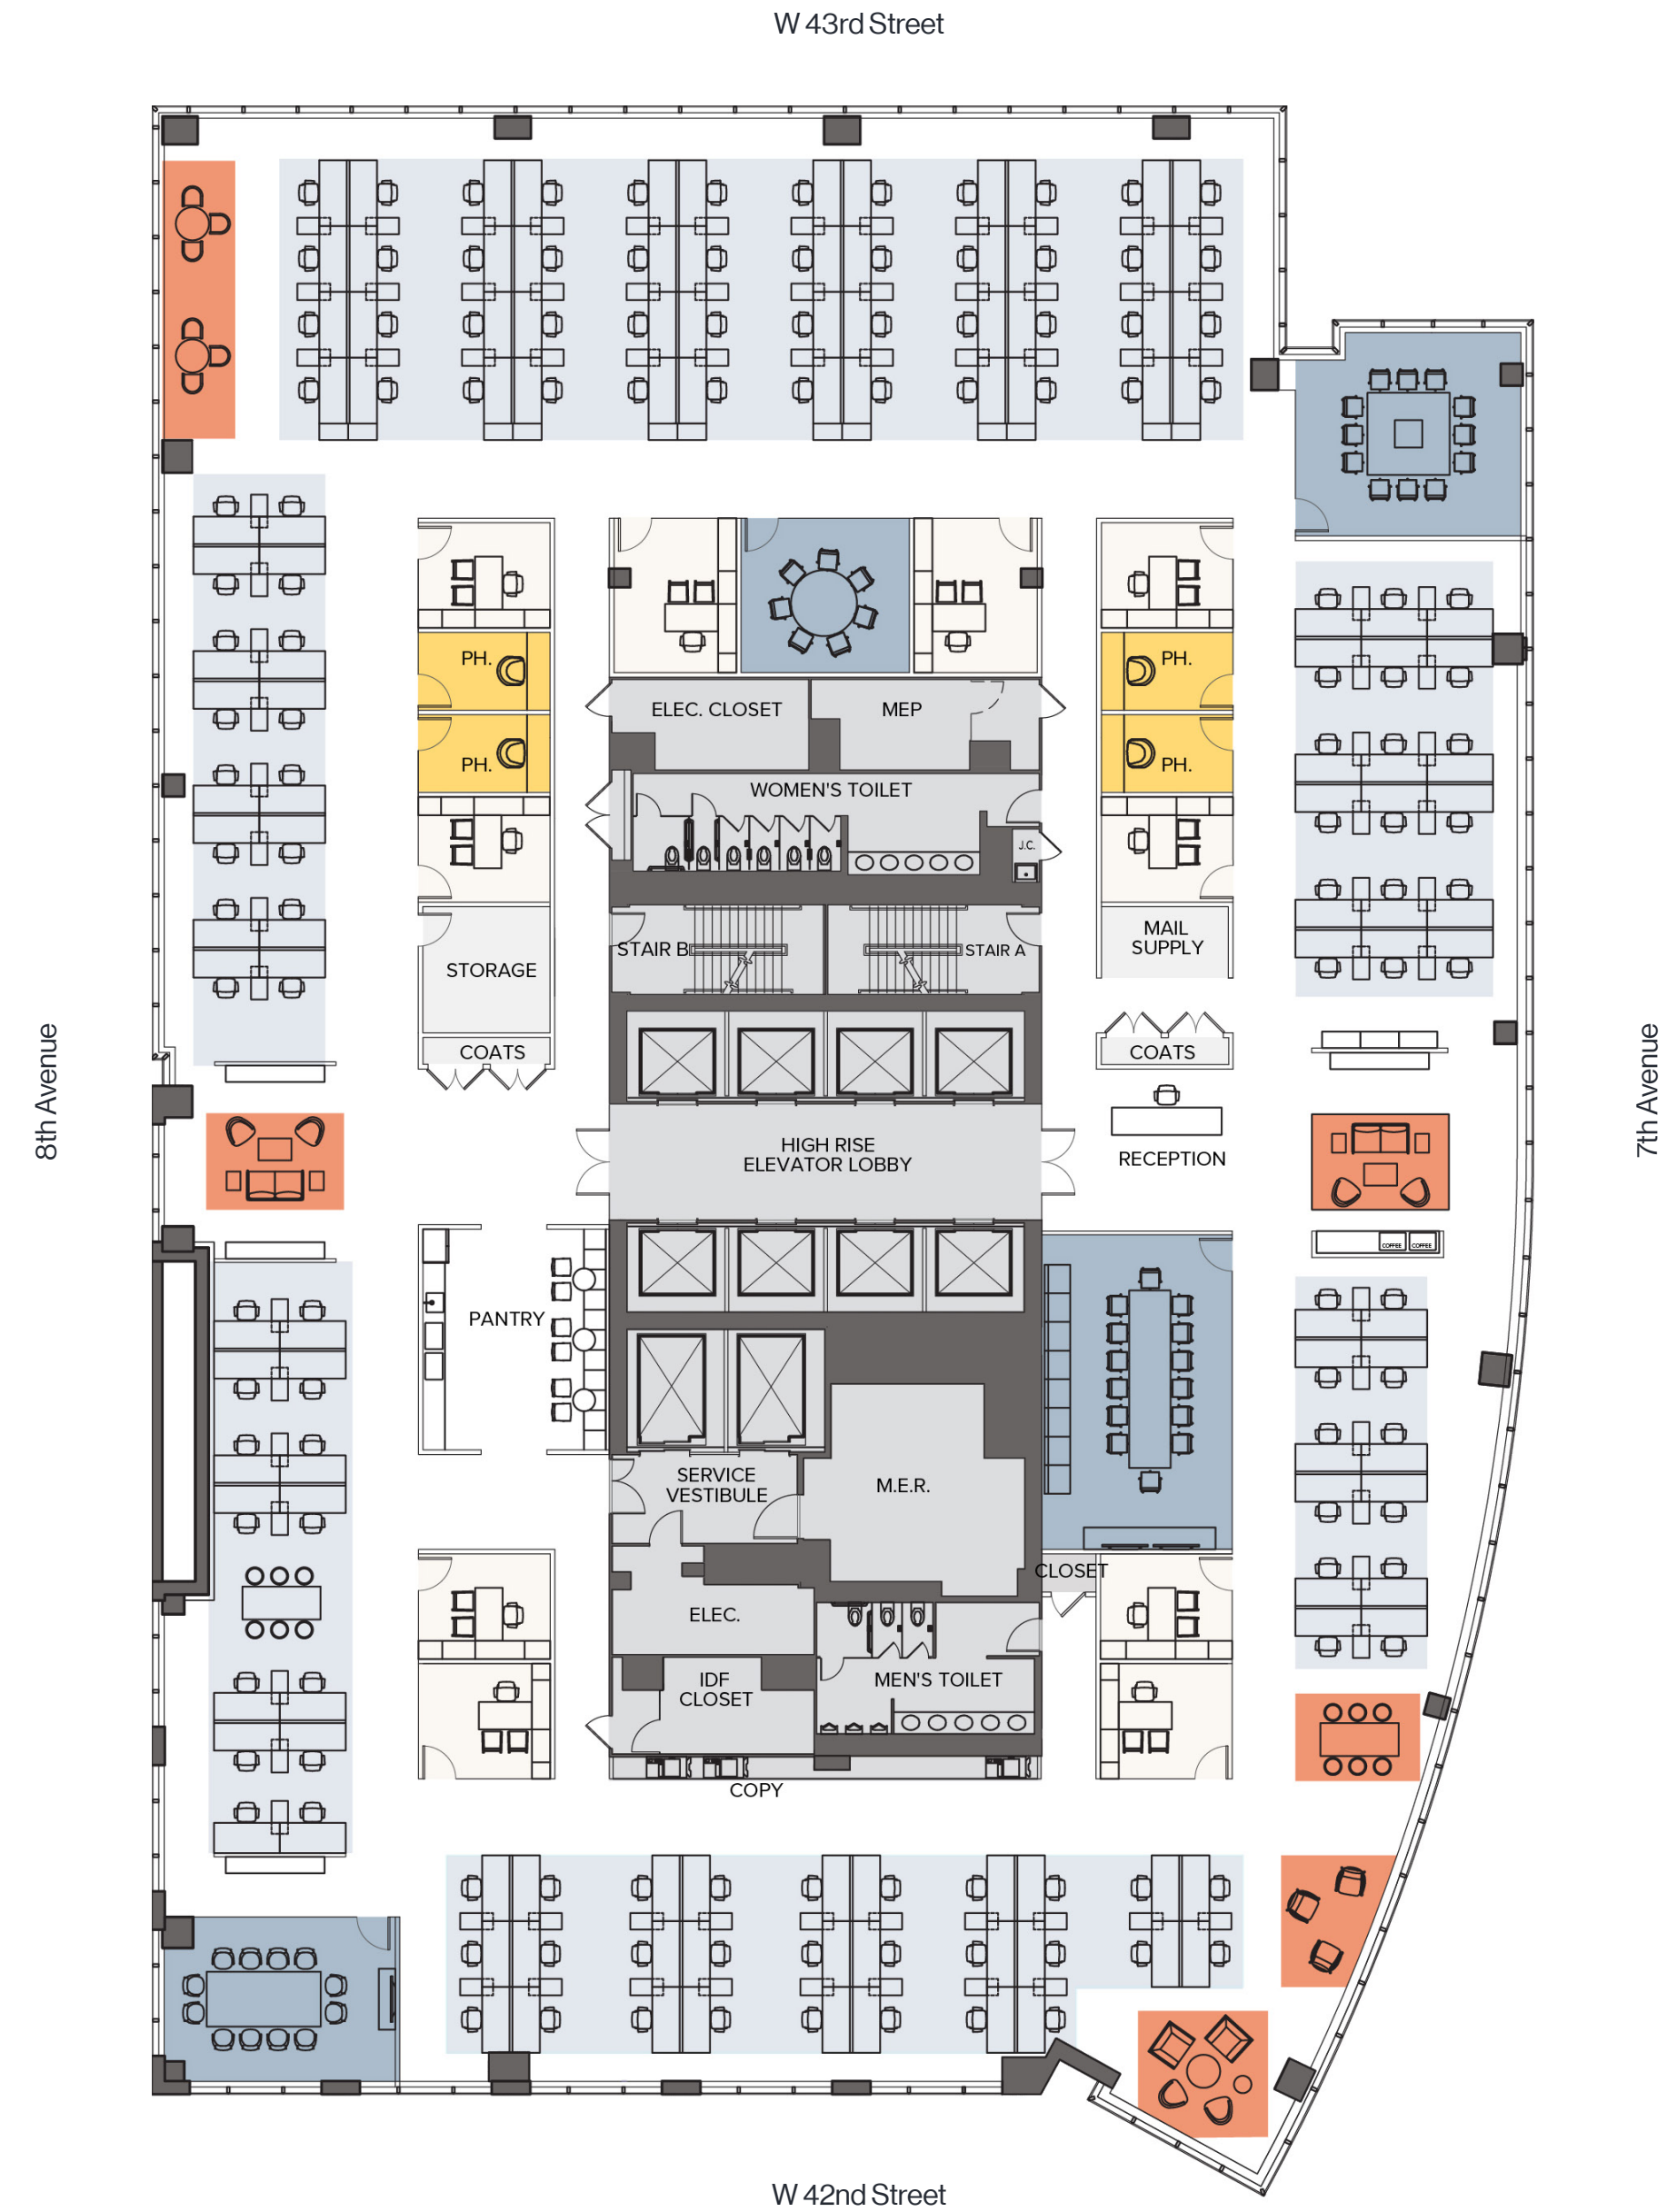 W 43rd Street
PH.
PH.
ELEC. CLOSET
MEP
PH.
PH.
WOMEN'S TOILET
J.C.
STORAGE
STAIR B
STAIR A
MAIL
SUPPLY
COATS
COATS
8th Avenue
7th Avenue
HIGH RISE
ELEVATOR LOBBY
RECEPTION
COFFEE
COFFEE
PANTRY
SERVICE
VESTIBULE
M.E.R.
CLOSET
ELEC.
IDF
CLOSET
MEN'S TOILET
COPY
W 42nd Street